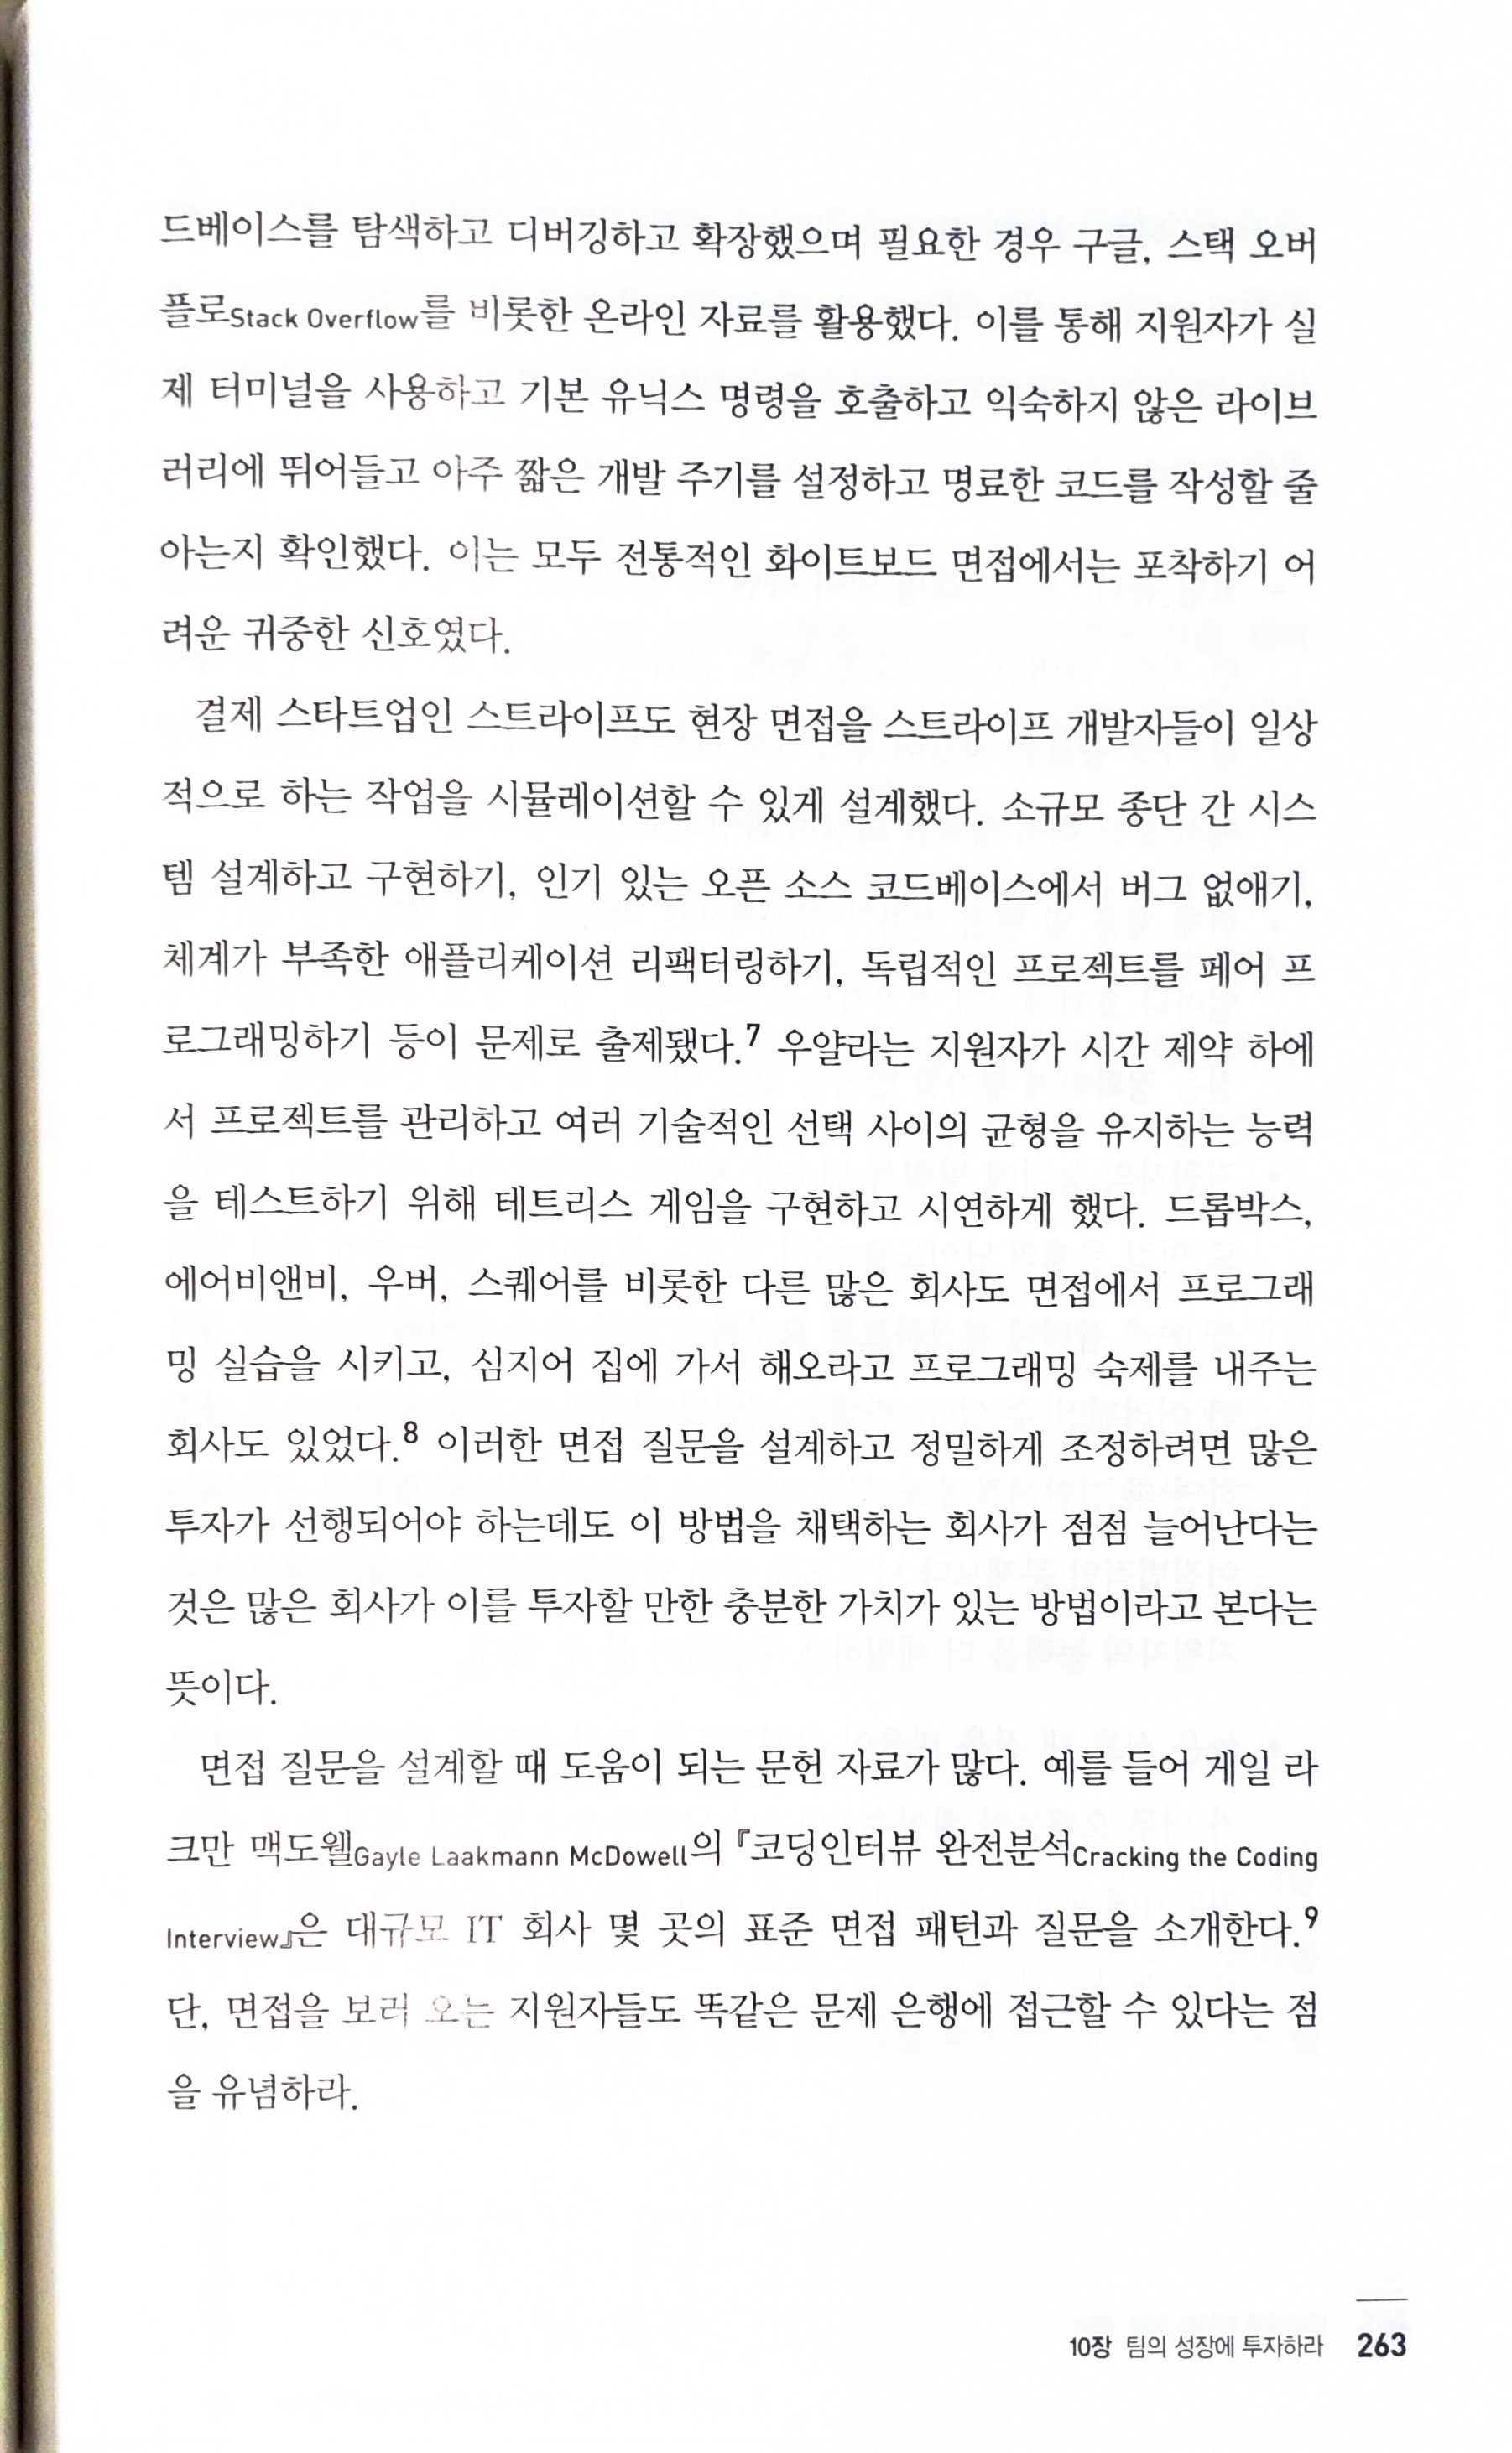 드베이스를 탐색하고 디버깅하고 확장했으며 필요한 경우 구글, 스택 오버
플로Stack Overflow를 비롯한 온라인 자료를 활용했다. 이를 통해 지원자가 실
제 터미널을 사용하고 기본 유닉스 명령을 호출하고 익숙하지 않은 라이브
러리에 뛰어들고 아주 짧은 개발 주기를 설정하고 명료한 코드를 작성할 줄
아는지 확인했다. 이는 모두 전통적인 화이트보드 면접에서는 포착하기 어
려운 귀중한 신호였다.
결제 스타트업인 스트라이프도 현장 면접을 스트라이프 개발자들이 일상
적으로 하는 작업을 시뮬레이션할 수 있게 설계했다. 소규모 종단 간 시스
템 설계하고 구현하기, 인기 있는 오픈 소스 코드베이스에서 버그 없애기,
체계가 부족한 애플리케이션 리팩터링하기, 독립적인 프로젝트를 페어 프
로그래밍하기 등이 문제로 출제됐다.7 우얄라는 지원자가 시간 제약 하에
서 프로젝트를 관리하고 여러 기술적인 선택 사이의 균형을 유지하는 능력
을 테스트하기 위해 테트리스 게임을 구현하고 시연하게 했다. 드롭박스,
에어비앤비, 우버, 스퀘어를 비롯한 다른 많은 회사도 면접에서 프로그래
밍 실습을 시키고, 심지어 집에 가서 해오라고 프로그래밍 숙제를 내주는
회사도 있었다.8 이러한 면접 질문을 설계하고 정밀하게 조정하려면 많은
투자가 선행되어야 하는데도 이 방법을 채택하는 회사가 점점 늘어난다는
것은 많은 회사가 이를 투자할 만한 충분한 가치가 있는 방법이라고 본다는
뜻이다.
면접 질문을 설계할 때 도움이 되는 문헌 자료가 많다. 예를 들어 게일 라
크만 맥도웰Gayle Laakmann McDowell의 『코딩인터뷰 완전분석Cracking the Coding
Interview』은 대규모 IT 회사 몇 곳의 표준 면접 패턴과 질문을 소개한다.9
단, 면접을 보러 오는 지원자들도 똑같은 문제 은행에 접근할 수 있다는 점
을 유념하라.
10장 팀의 성장에 투자하라 263